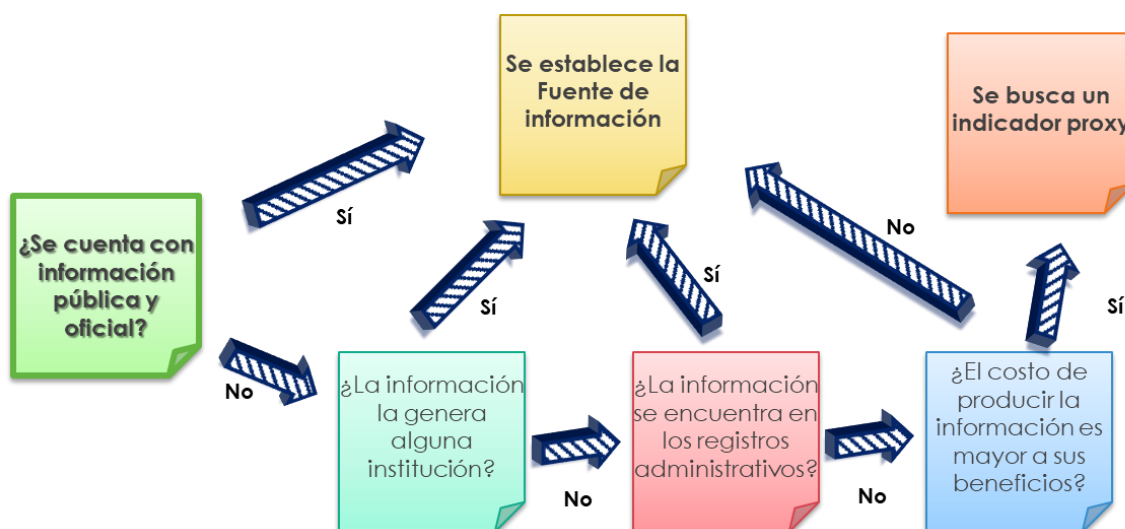 Se establece la
Fuente de
información
Se busca un
indicador proxy
Sí
No
¿Se cuenta con
información
pública y
oficial?
Sí
Sí
Sí
No
¿La información
la genera
alguna
institución?
No
¿La información
se encuentra en
los registros
administrativos?
No
¿El costo de
producir la
información es
mayor a sus
beneficios?